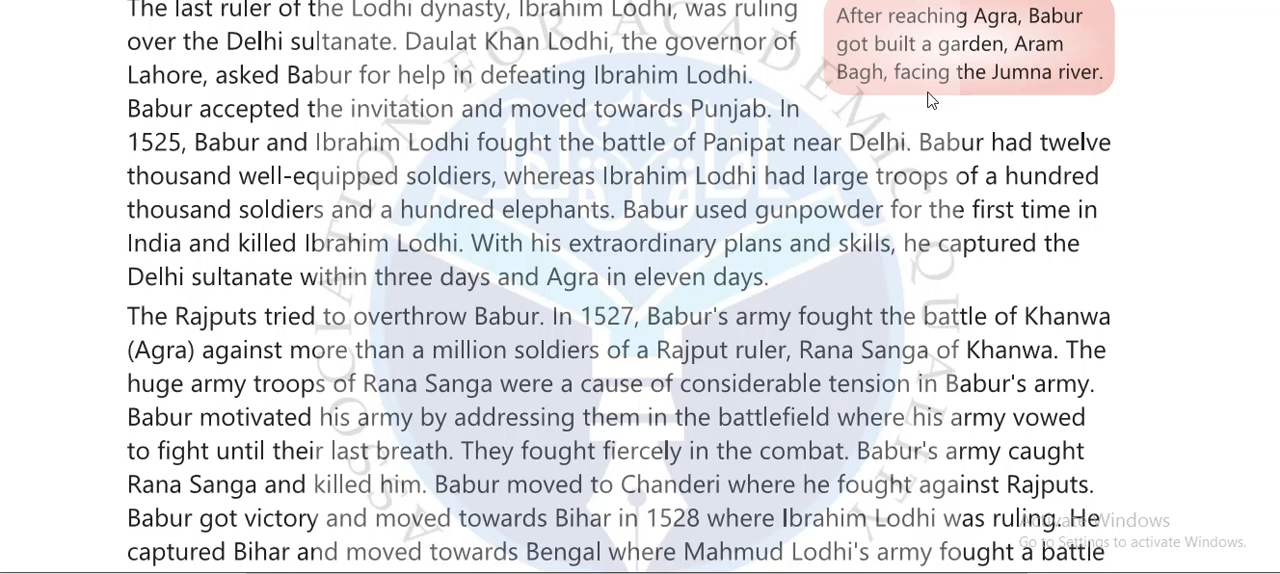 The last ruler of the Lodhi dynasty, Ibrahim Lodhi, was ruling
over the Delhi sultanate. Daulat Khan Lodhi, the governor of
Lahore, asked Babur for help in defeating Ibrahim Lodhi.
Babur accepted the invitation and moved towards Punjab. In
1525, Babur and Ibrahim Lodhi fought the battle of Panipat near Delhi. Babur had twelve
thousand well-equipped soldiers, whereas Ibrahim Lodhi had large troops of a hundred
thousand soldiers and a hundred elephants. Babur used gunpowder for the first time in
India and killed Ibrahim Lodhi. With his extraordinary plans and skills, he captured the
Delhi sultanate within three days and Agra in eleven days.
After reaching Agra, Babur
got built a garden, Aram
Bagh, facing the Jumna river.
The Rajputs tried to overthrow Babur. In 1527, Babur's army fought the battle of Khanwa
(Agra) against more than a million soldiers of a Rajput ruler, Rana Sanga of Khanwa. The
huge army troops of Rana Sanga were a cause of considerable tension in Babur's army.
Babur motivated his army by addressing them in the battlefield where his army vowed
to fight until their last breath. They fought fiercely in the combat. Babur's army caught
Rana Sanga and killed him. Babur moved to Chanderi where he fought against Rajputs.
Babur got victory and moved towards Bihar in 1528 where Ibrahim Lodhi was ruling. He
captured Bihar and moved towards Bengal where Mahmud Lodhi's army fought a battle
Activate Windows
Go to Settings to activate Windows.
ASSOCIATION FOR ACADEMIC QUALITY